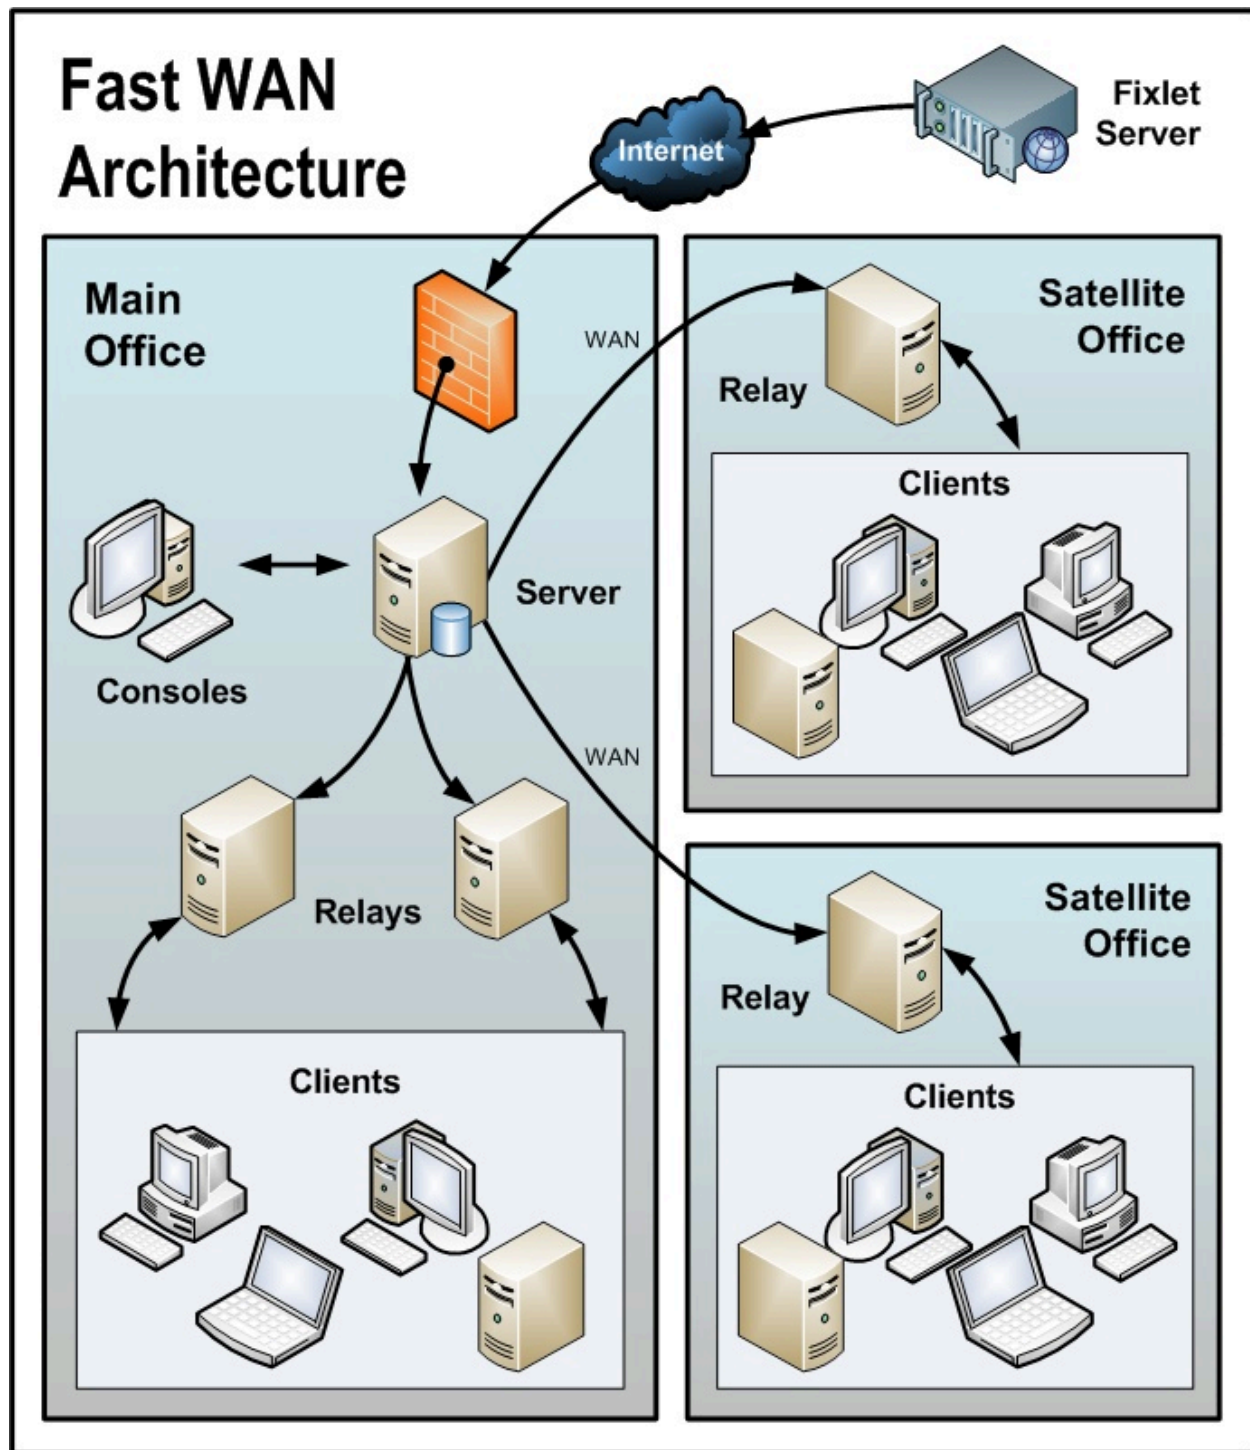 Fast WAN
Architecture
Internet
Fixlet
Server
Main
Office
WAN
Satellite
Office
Relay
Clients
Server
Consoles
WAN
Relays
Satellite
Office
Relay
Clients
Clients